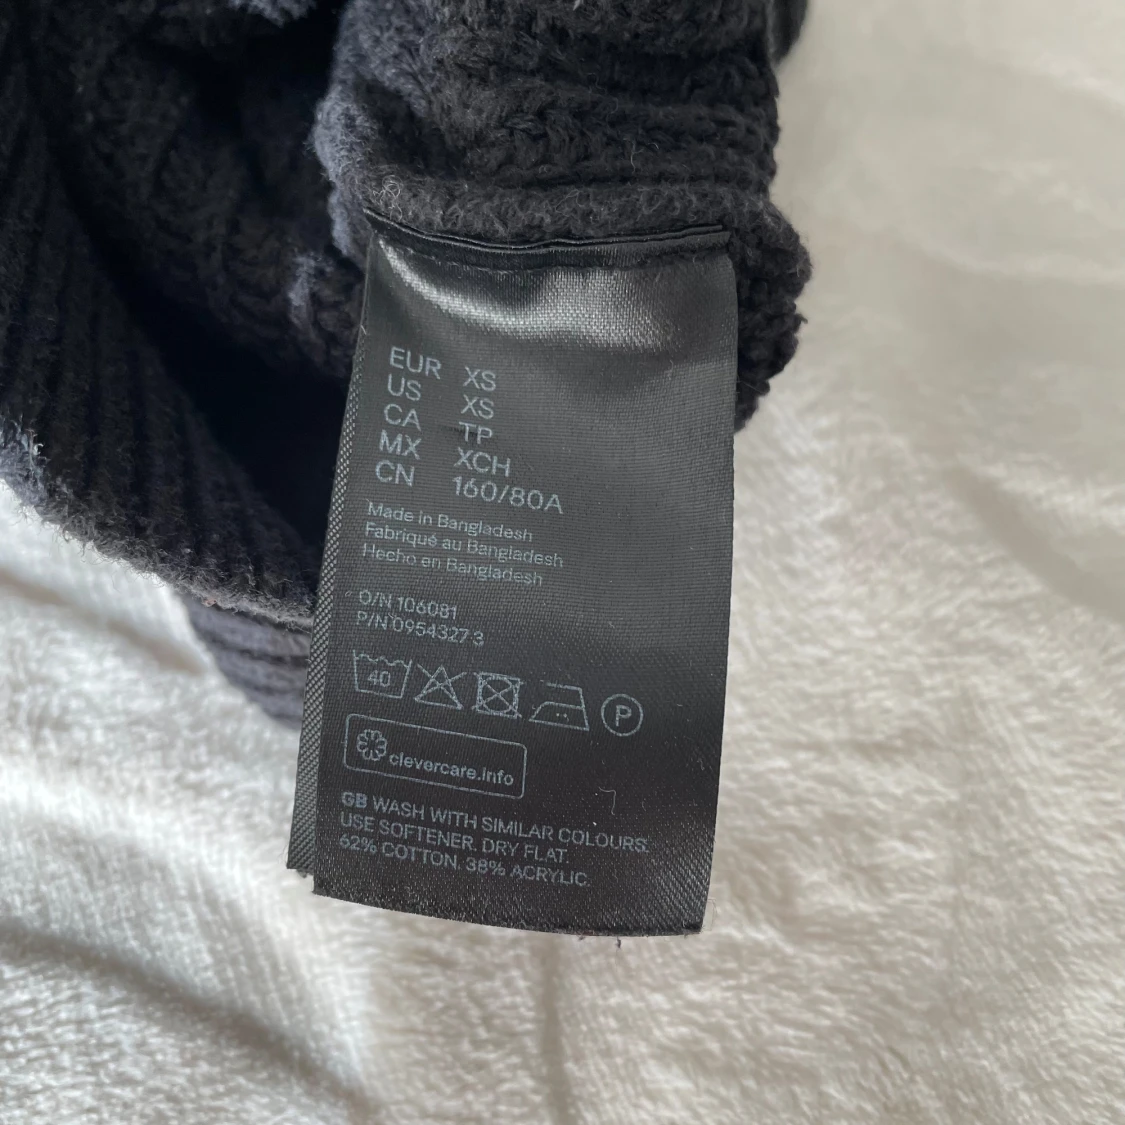 EUR XS
US XS
CA TP
MX XCH
CN 160/80A
Made in Bangladesh
Fabriqué au Bangladesh
Hecho en Bangladesh
O/N 106081
P/N 0954327 3
40
P
clevercare.info
GB WASH WITH SIMILAR COLOURS.
USE SOFTENER. DRY FLAT.
62% COTTON. 38% ACRYLIC.